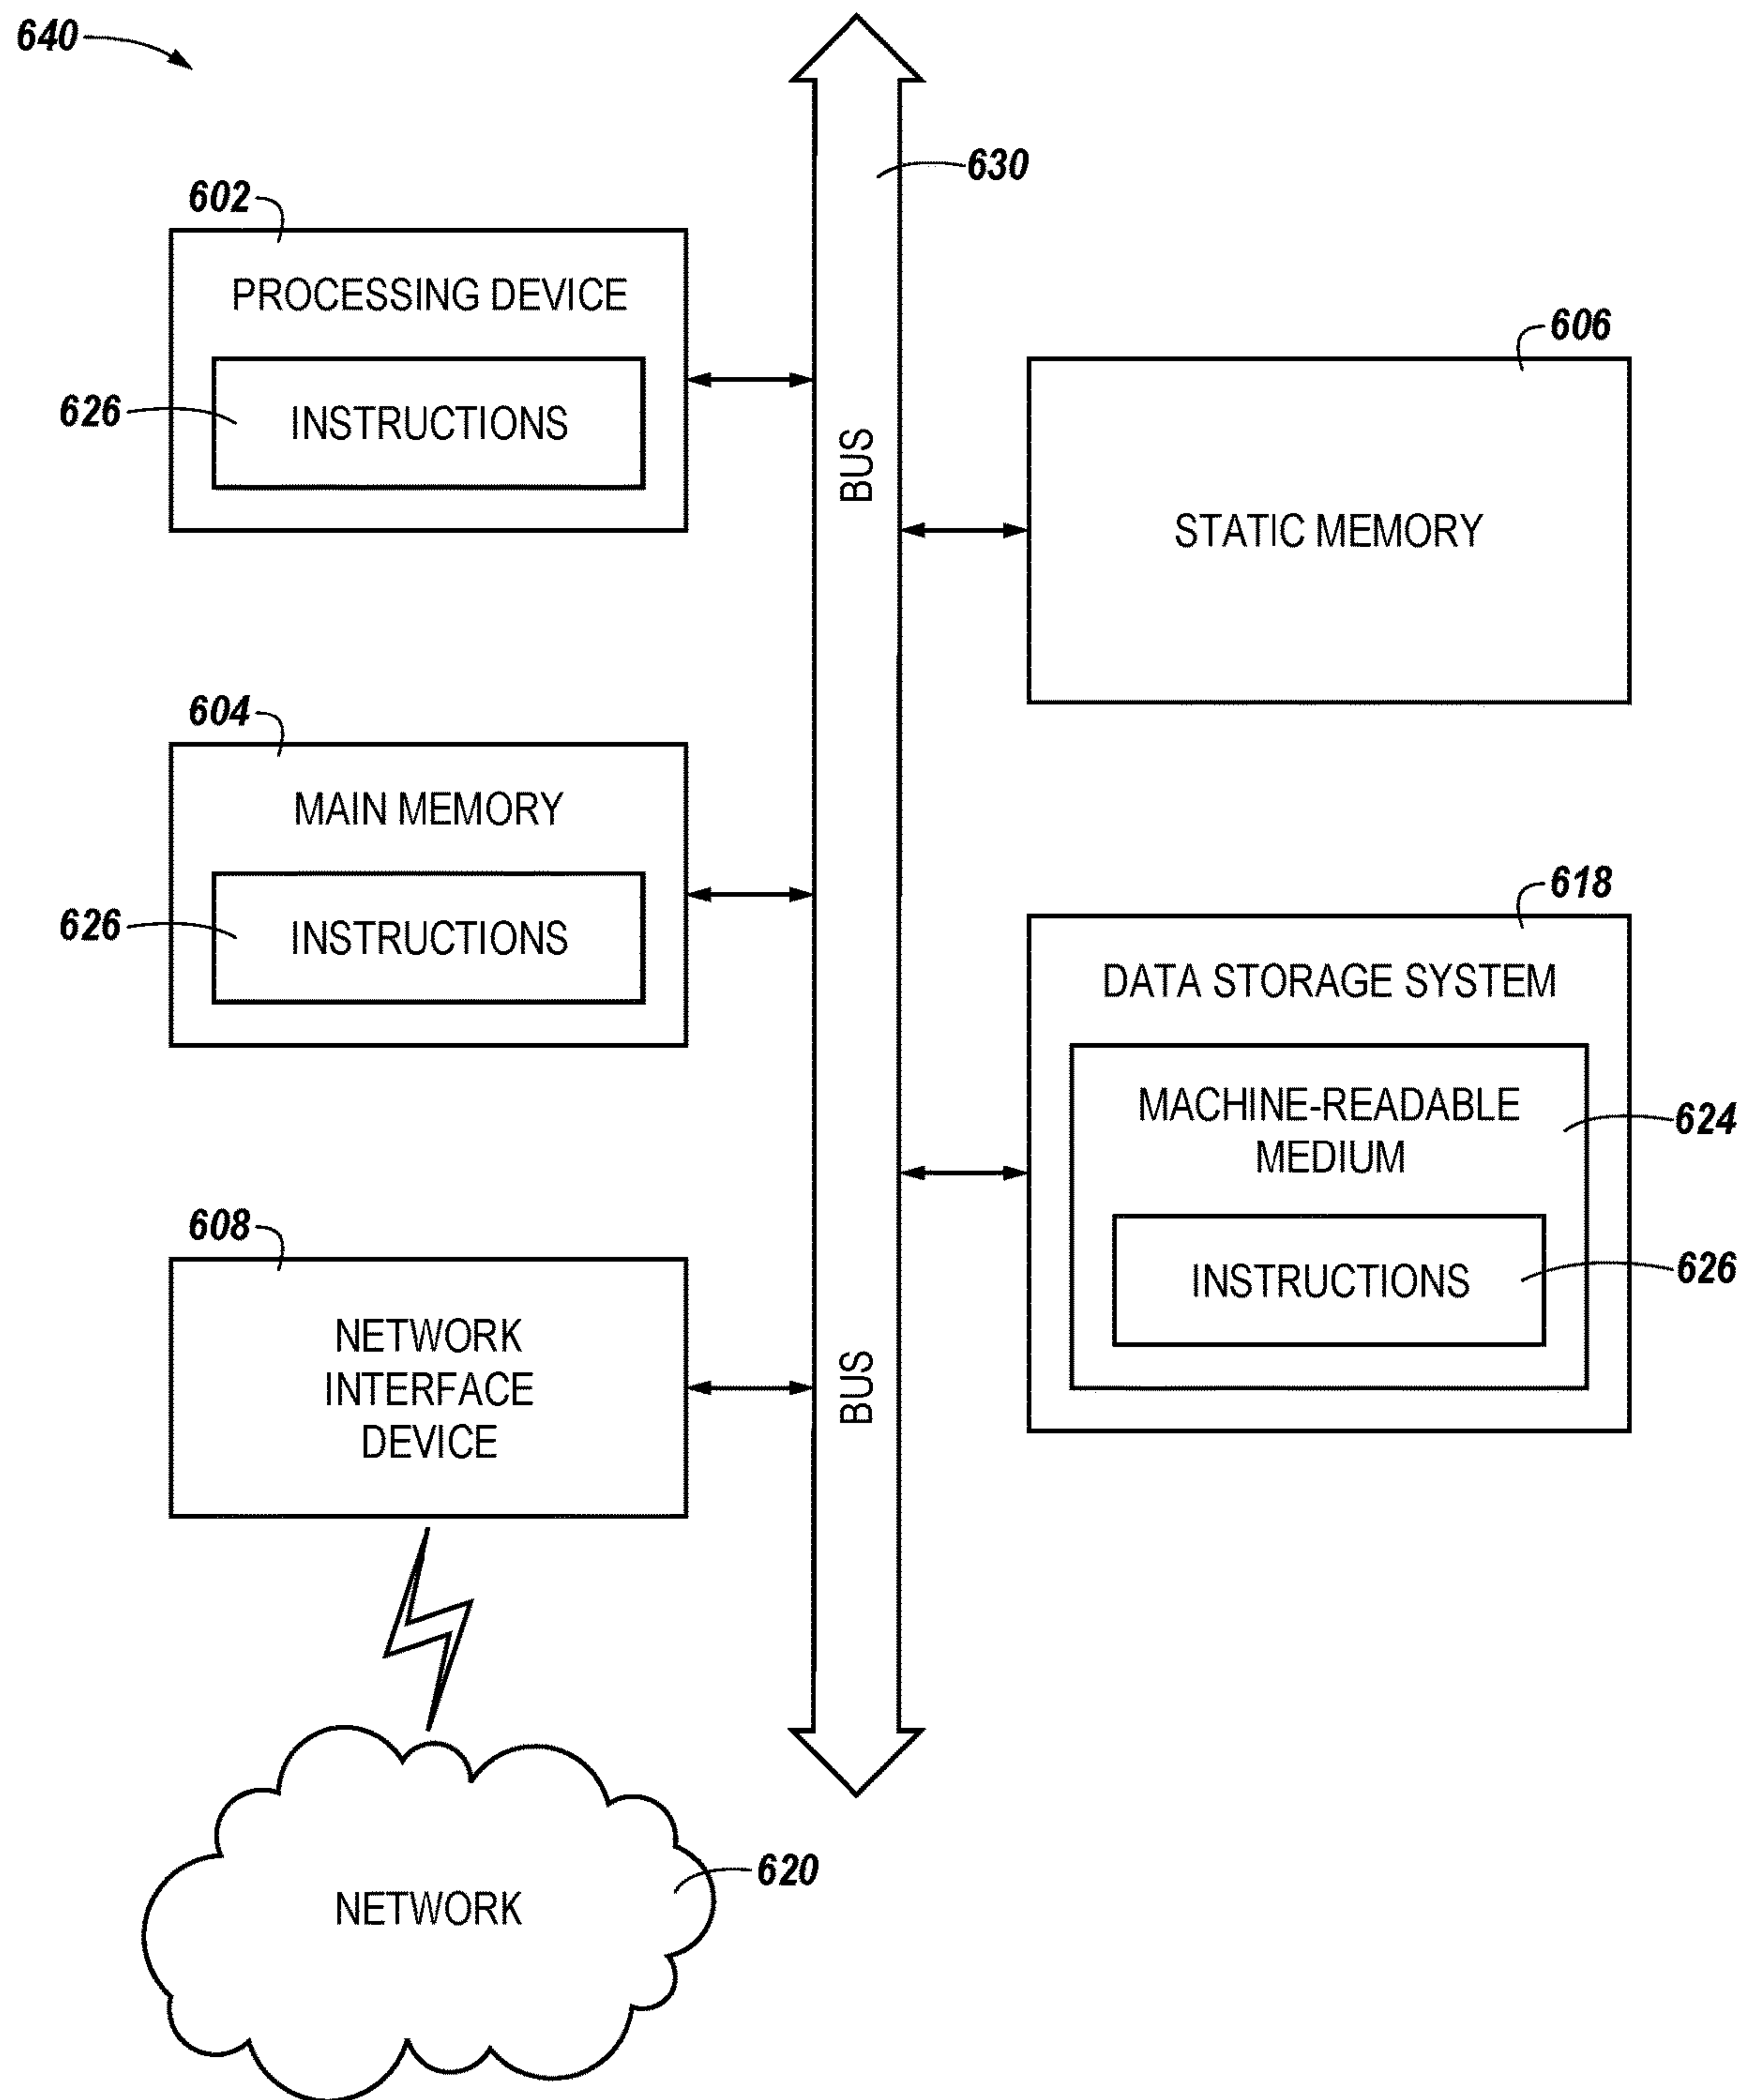 640
630
602
PROCESSING DEVICE
626
INSTRUCTIONS
BUS
606
STATIC MEMORY
604
MAIN MEMORY
626
INSTRUCTIONS
618
DATA STORAGE SYSTEM
MACHINE-READABLE
MEDIUM
624
INSTRUCTIONS
626
608
NETWORK
INTERFACE
DEVICE
BUS
620
NETWORK